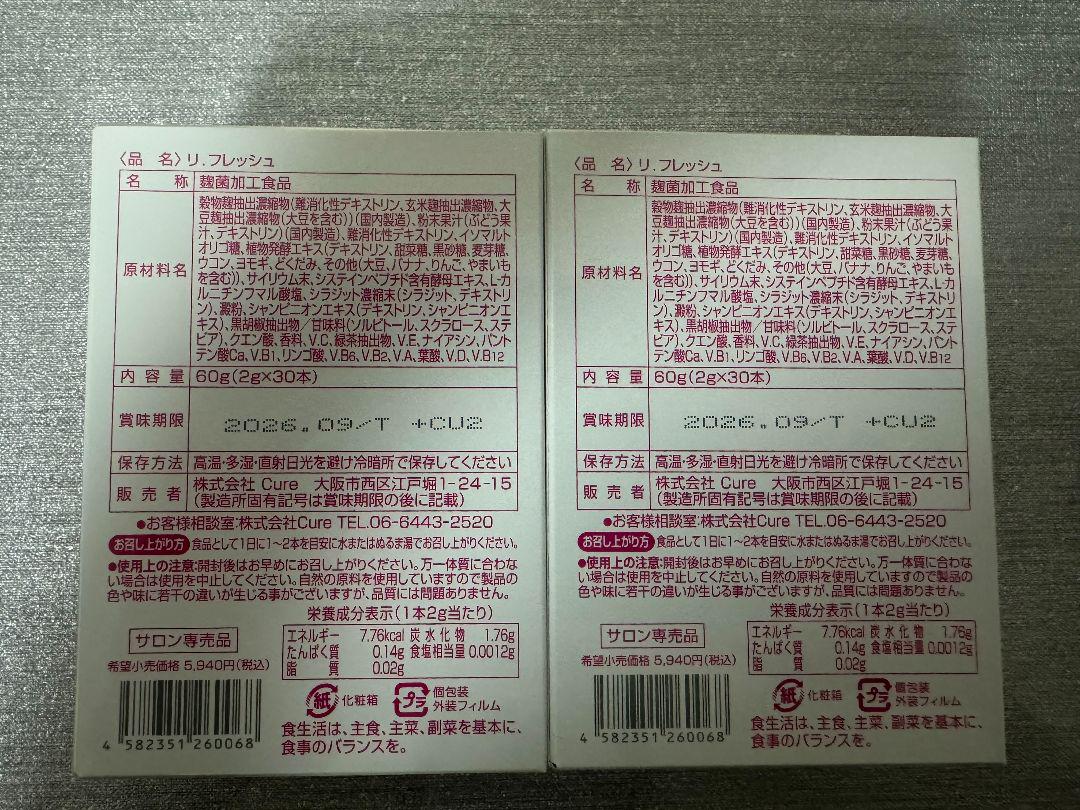 〈品 名〉リ.フレッシュ
名 称 麹菌加工食品
原材料名
穀物麹抽出濃縮物(難消化性デキストリン、玄米麹抽出濃縮物、大
豆麹抽出濃縮物(大豆を含む))(国内製造)、粉末果汁(ぶどう果
汁、デキストリン)(国内製造)、難消化性デキストリン、イソマルト
オリゴ糖、植物発酵エキス(デキストリン、甜菜糖、黒砂糖、麦芽糖、
ウコン、ヨモギ、どくだみ、その他(大豆、バナナ、りんご、やまいも
を含む))、サイリウム末、システインペプチド含有酵母エキス、L-カ
ルニチンフマル酸塩、シラジット濃縮末(シラジット、デキストリ
ン)、澱粉、シャンピニオンエキス(デキストリン、シャンピニオンエ
キス)、黒胡椒抽出物/甘味料(ソルビトール、スクラロース、ステ
ビア)、クエン酸、香料、V.C、緑茶抽出物、V.E、ナイアシン、パント
テン酸Ca、V.B1、リンゴ酸、V.B6、V.B2、V.A、葉酸、V.D、V.B12
内 容 量 60g(2g×30本)
賞味期限 2026.09/T +CU2
保存方法 高温・多湿・直射日光を避け冷暗所で保存してください
販 売 者
株式会社 Cure 大阪市西区江戸堀1-24-15
(製造所固有記号は賞味期限の後に記載)
●お客様相談室:株式会社Cure TEL.06-6443-2520
お召し上がり方 食品として1日に1〜2本を目安に水またはぬるま湯でお召し上がりください。
●使用上の注意:開封後はお早めにお召し上がりください。万一体質に合わな
い場合は使用を中止してください。自然の原料を使用していますので製品の
色や味に若干の違いが生じる事がございますが、品質には問題ありません。
栄養成分表示(1本2g当たり)
エネルギー 7.76kcal 炭水化物 1.76g
たんぱく質 0.14g 食塩相当量 0.0012g
脂 質 0.02g
サロン専売品
希望小売価格 5,940円(税込)
紙 化粧箱 プラ 個包装
外装フィルム
4 582351 260068
食生活は、主食、主菜、副菜を基本に、
食事のバランスを。
〈品 名〉リ.フレッシュ
名 称 麹菌加工食品
原材料名
穀物麹抽出濃縮物(難消化性デキストリン、玄米麹抽出濃縮物、大
豆麹抽出濃縮物(大豆を含む))(国内製造)、粉末果汁(ぶどう果
汁、デキストリン)(国内製造)、難消化性デキストリン、イソマルト
オリゴ糖、植物発酵エキス(デキストリン、甜菜糖、黒砂糖、麦芽糖、
ウコン、ヨモギ、どくだみ、その他(大豆、バナナ、りんご、やまいも
を含む))、サイリウム末、システインペプチド含有酵母エキス、L-カ
ルニチンフマル酸塩、シラジット濃縮末(シラジット、デキストリ
ン)、澱粉、シャンピニオンエキス(デキストリン、シャンピニオンエ
キス)、黒胡椒抽出物/甘味料(ソルビトール、スクラロース、ステ
ビア)、クエン酸、香料、V.C、緑茶抽出物、V.E、ナイアシン、パント
テン酸Ca、V.B1、リンゴ酸、V.B6、V.B2、V.A、葉酸、V.D、V.B12
内 容 量 60g(2g×30本)
賞味期限 2026.09/T +CU2
保存方法 高温・多湿・直射日光を避け冷暗所で保存してください
販 売 者
株式会社 Cure 大阪市西区江戸堀1-24-15
(製造所固有記号は賞味期限の後に記載)
●お客様相談室:株式会社Cure TEL.06-6443-2520
お召し上がり方 食品として1日に1〜2本を目安に水またはぬるま湯でお召し上がりください。
●使用上の注意:開封後はお早めにお召し上がりください。万一体質に合わな
い場合は使用を中止してください。自然の原料を使用していますので製品の
色や味に若干の違いが生じる事がございますが、品質には問題ありません。
栄養成分表示(1本2g当たり)
エネルギー 7.76kcal 炭水化物 1.76g
たんぱく質 0.14g 食塩相当量 0.0012g
脂 質 0.02g
サロン専売品
希望小売価格 5,940円(税込)
紙 化粧箱 プラ 個包装
外装フィルム
4 582351 260068
食生活は、主食、主菜、副菜を基本に、
食事のバランスを。